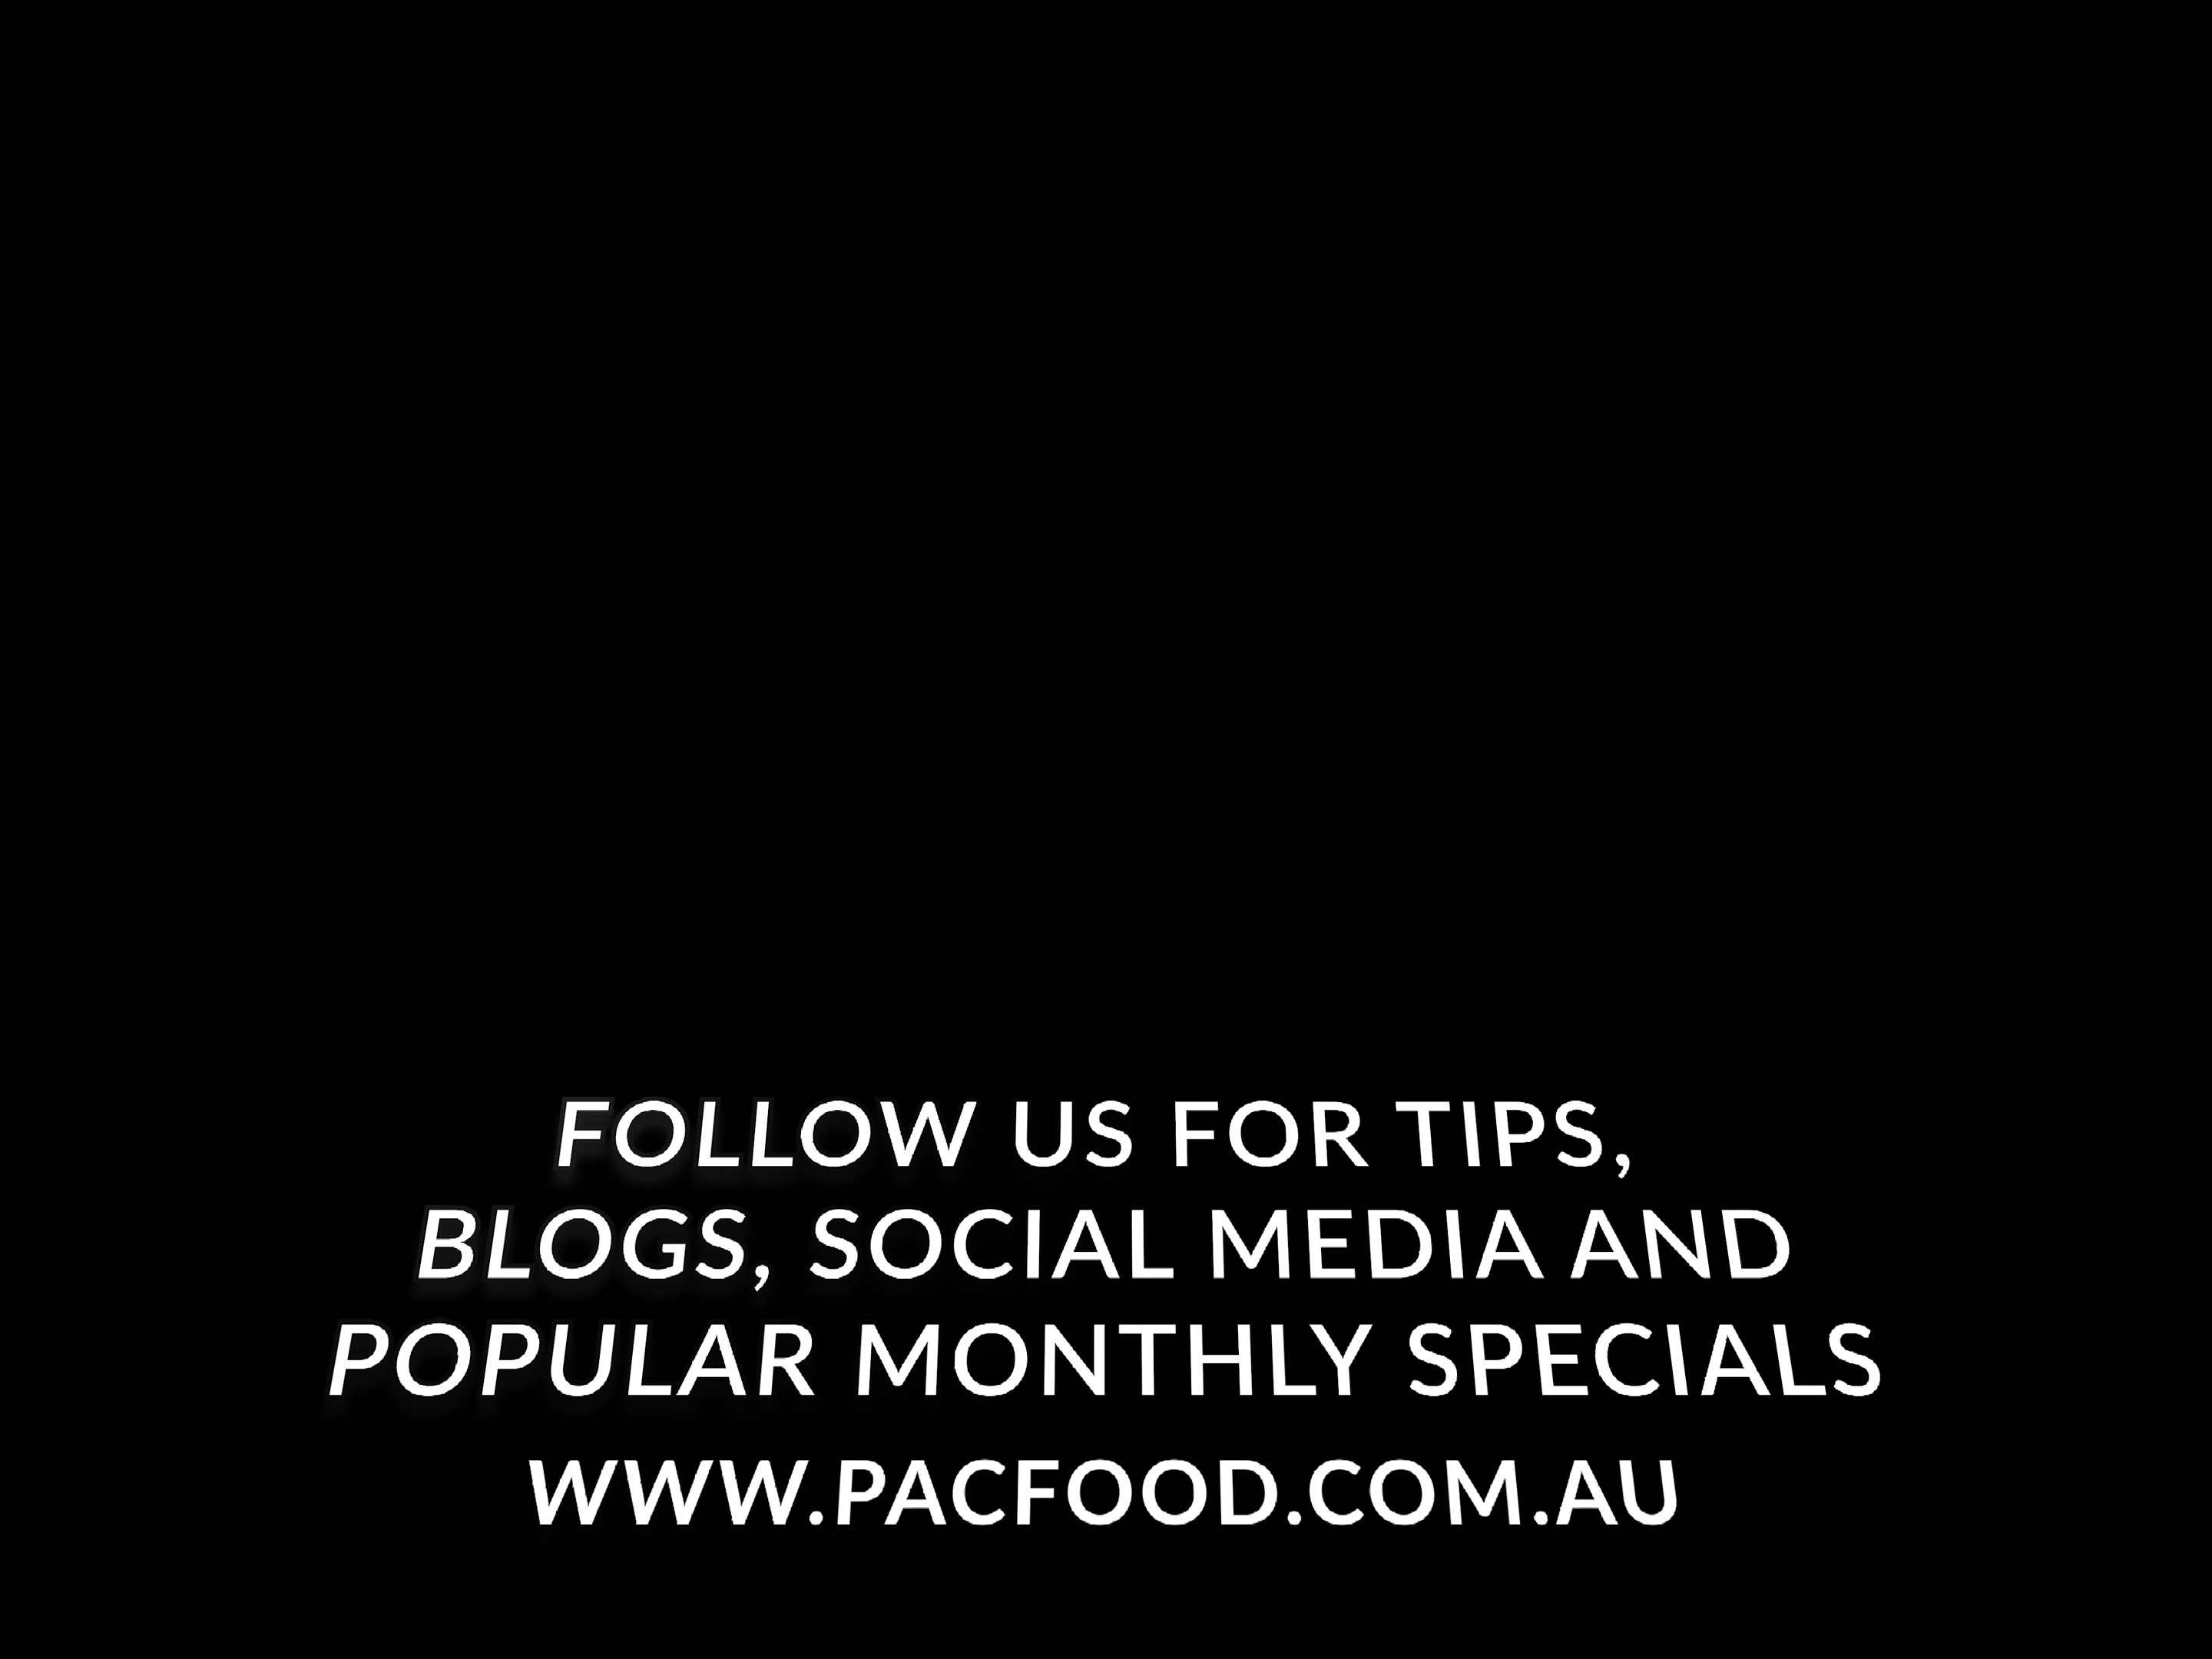 FOLLOW US FOR TIPS,
BLOGS, SOCIAL MEDIA AND
POPULAR MONTHLY SPECIALS
WWW.PACFOOD.COM.AU